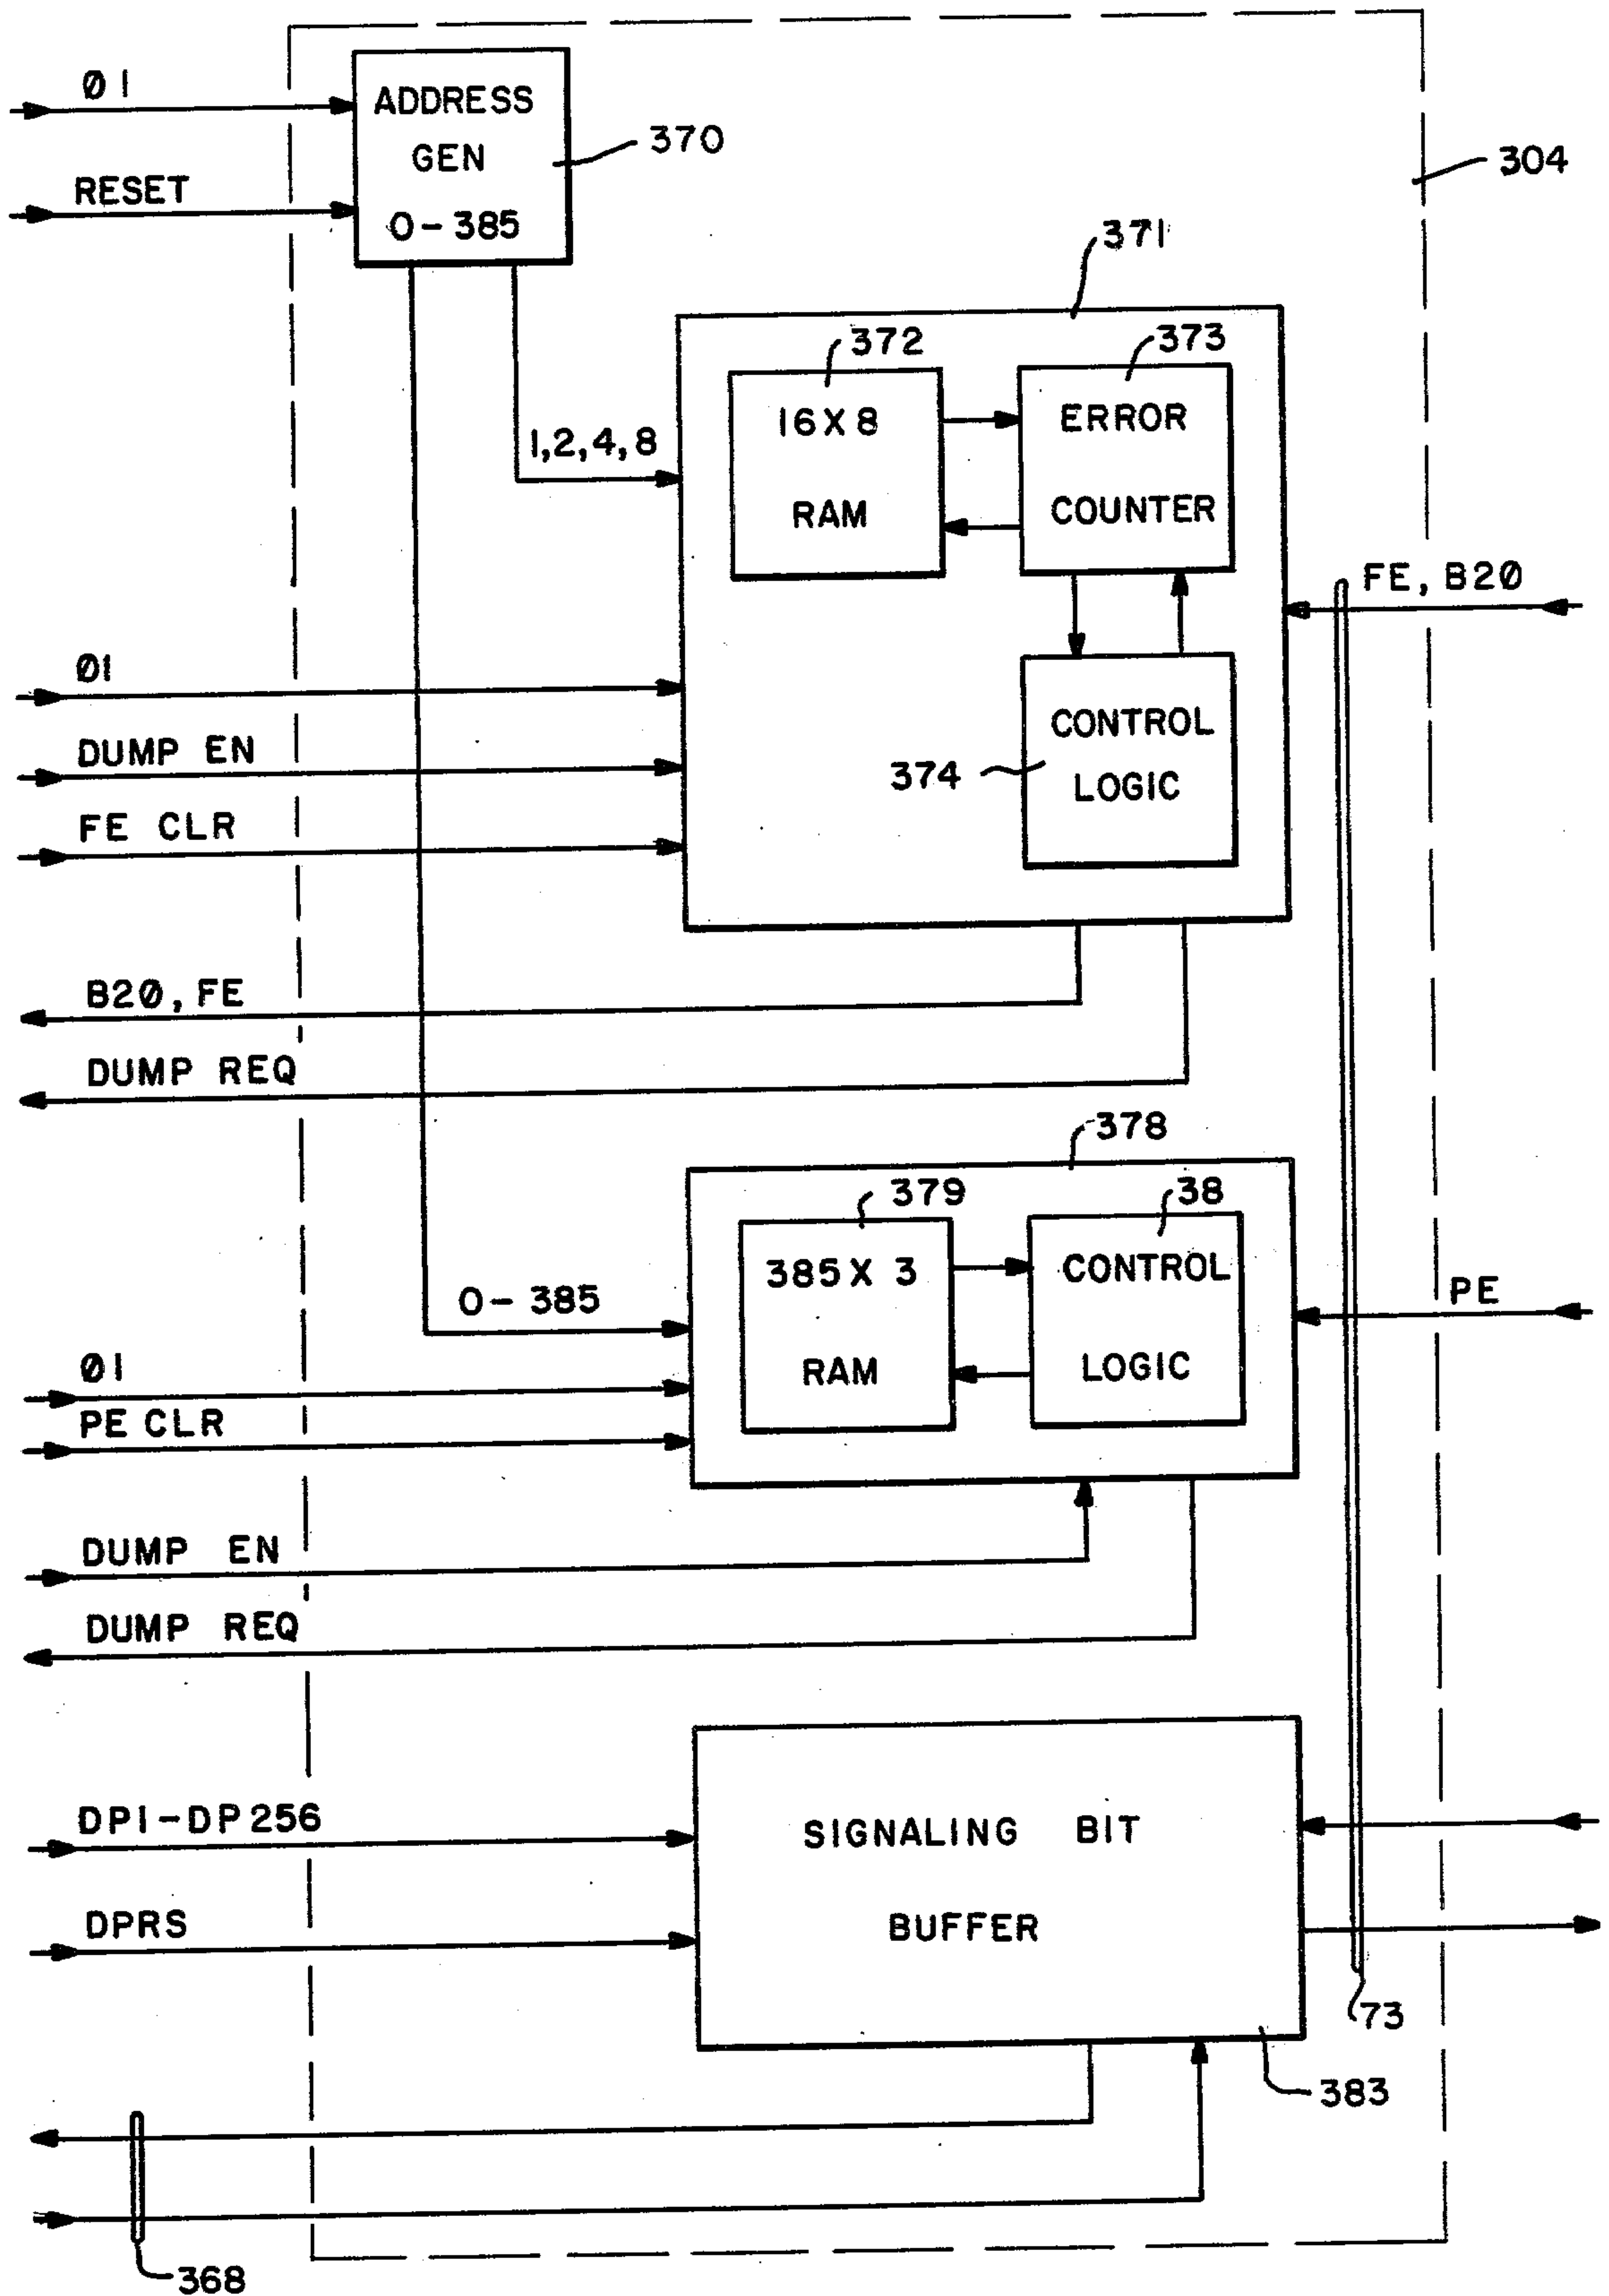 Ø1
ADDRESS
GEN
0-385
370
304
RESET
371
372
373
16X8
RAM
ERROR
COUNTER
1,2,4,8
FE, B20
Ø1
CONTROL
LOGIC
374
DUMP EN
FE CLR
B20, FE
DUMP REQ
378
379
38
385X 3
RAM
CONTROL
LOGIC
0-385
PE
Ø1
PE CLR
DUMP EN
DUMP REQ
DP1-DP256
SIGNALING BIT
BUFFER
DPRS
73
383
368